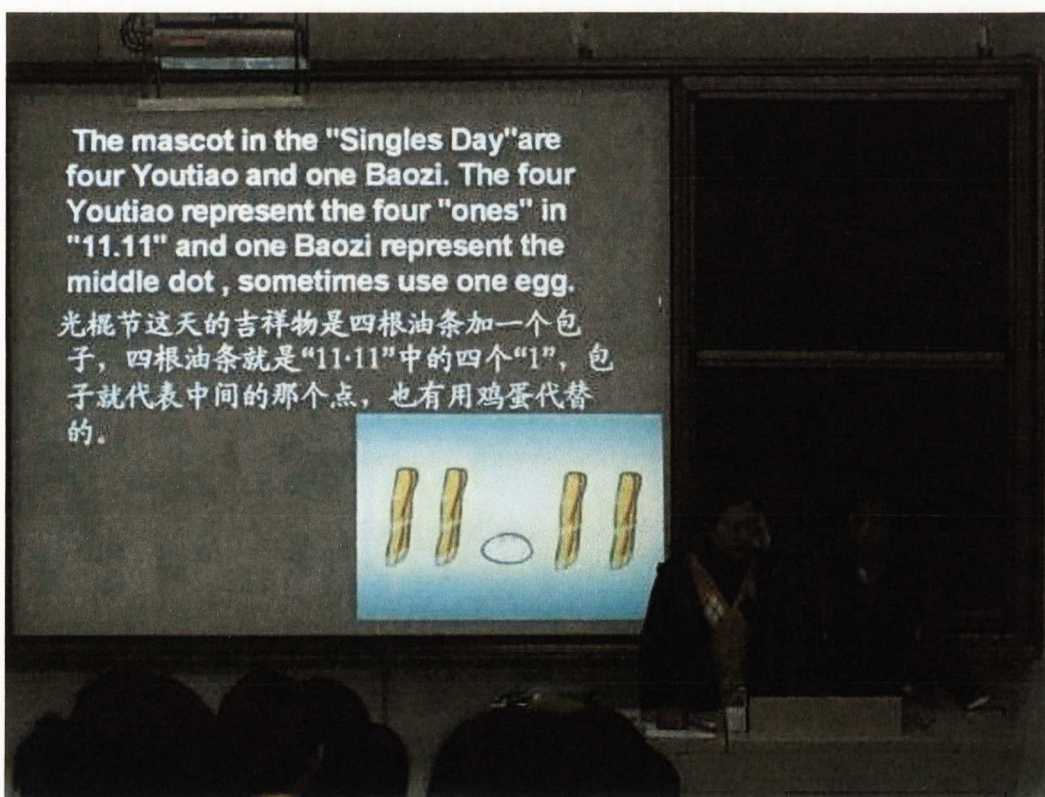 The mascot in the "Singles Day"are
four Youtiao and one Baozi. The four
Youtiao represent the four "ones" in
"11.11" and one Baozi represent the
middle dot , sometimes use one egg.
光棍节这天的吉祥物是四根油条加一个包
子，四根油条就是“11·11”中的四个“1”，包
子就代表中间的那个点，也有用鸡蛋代替
的。